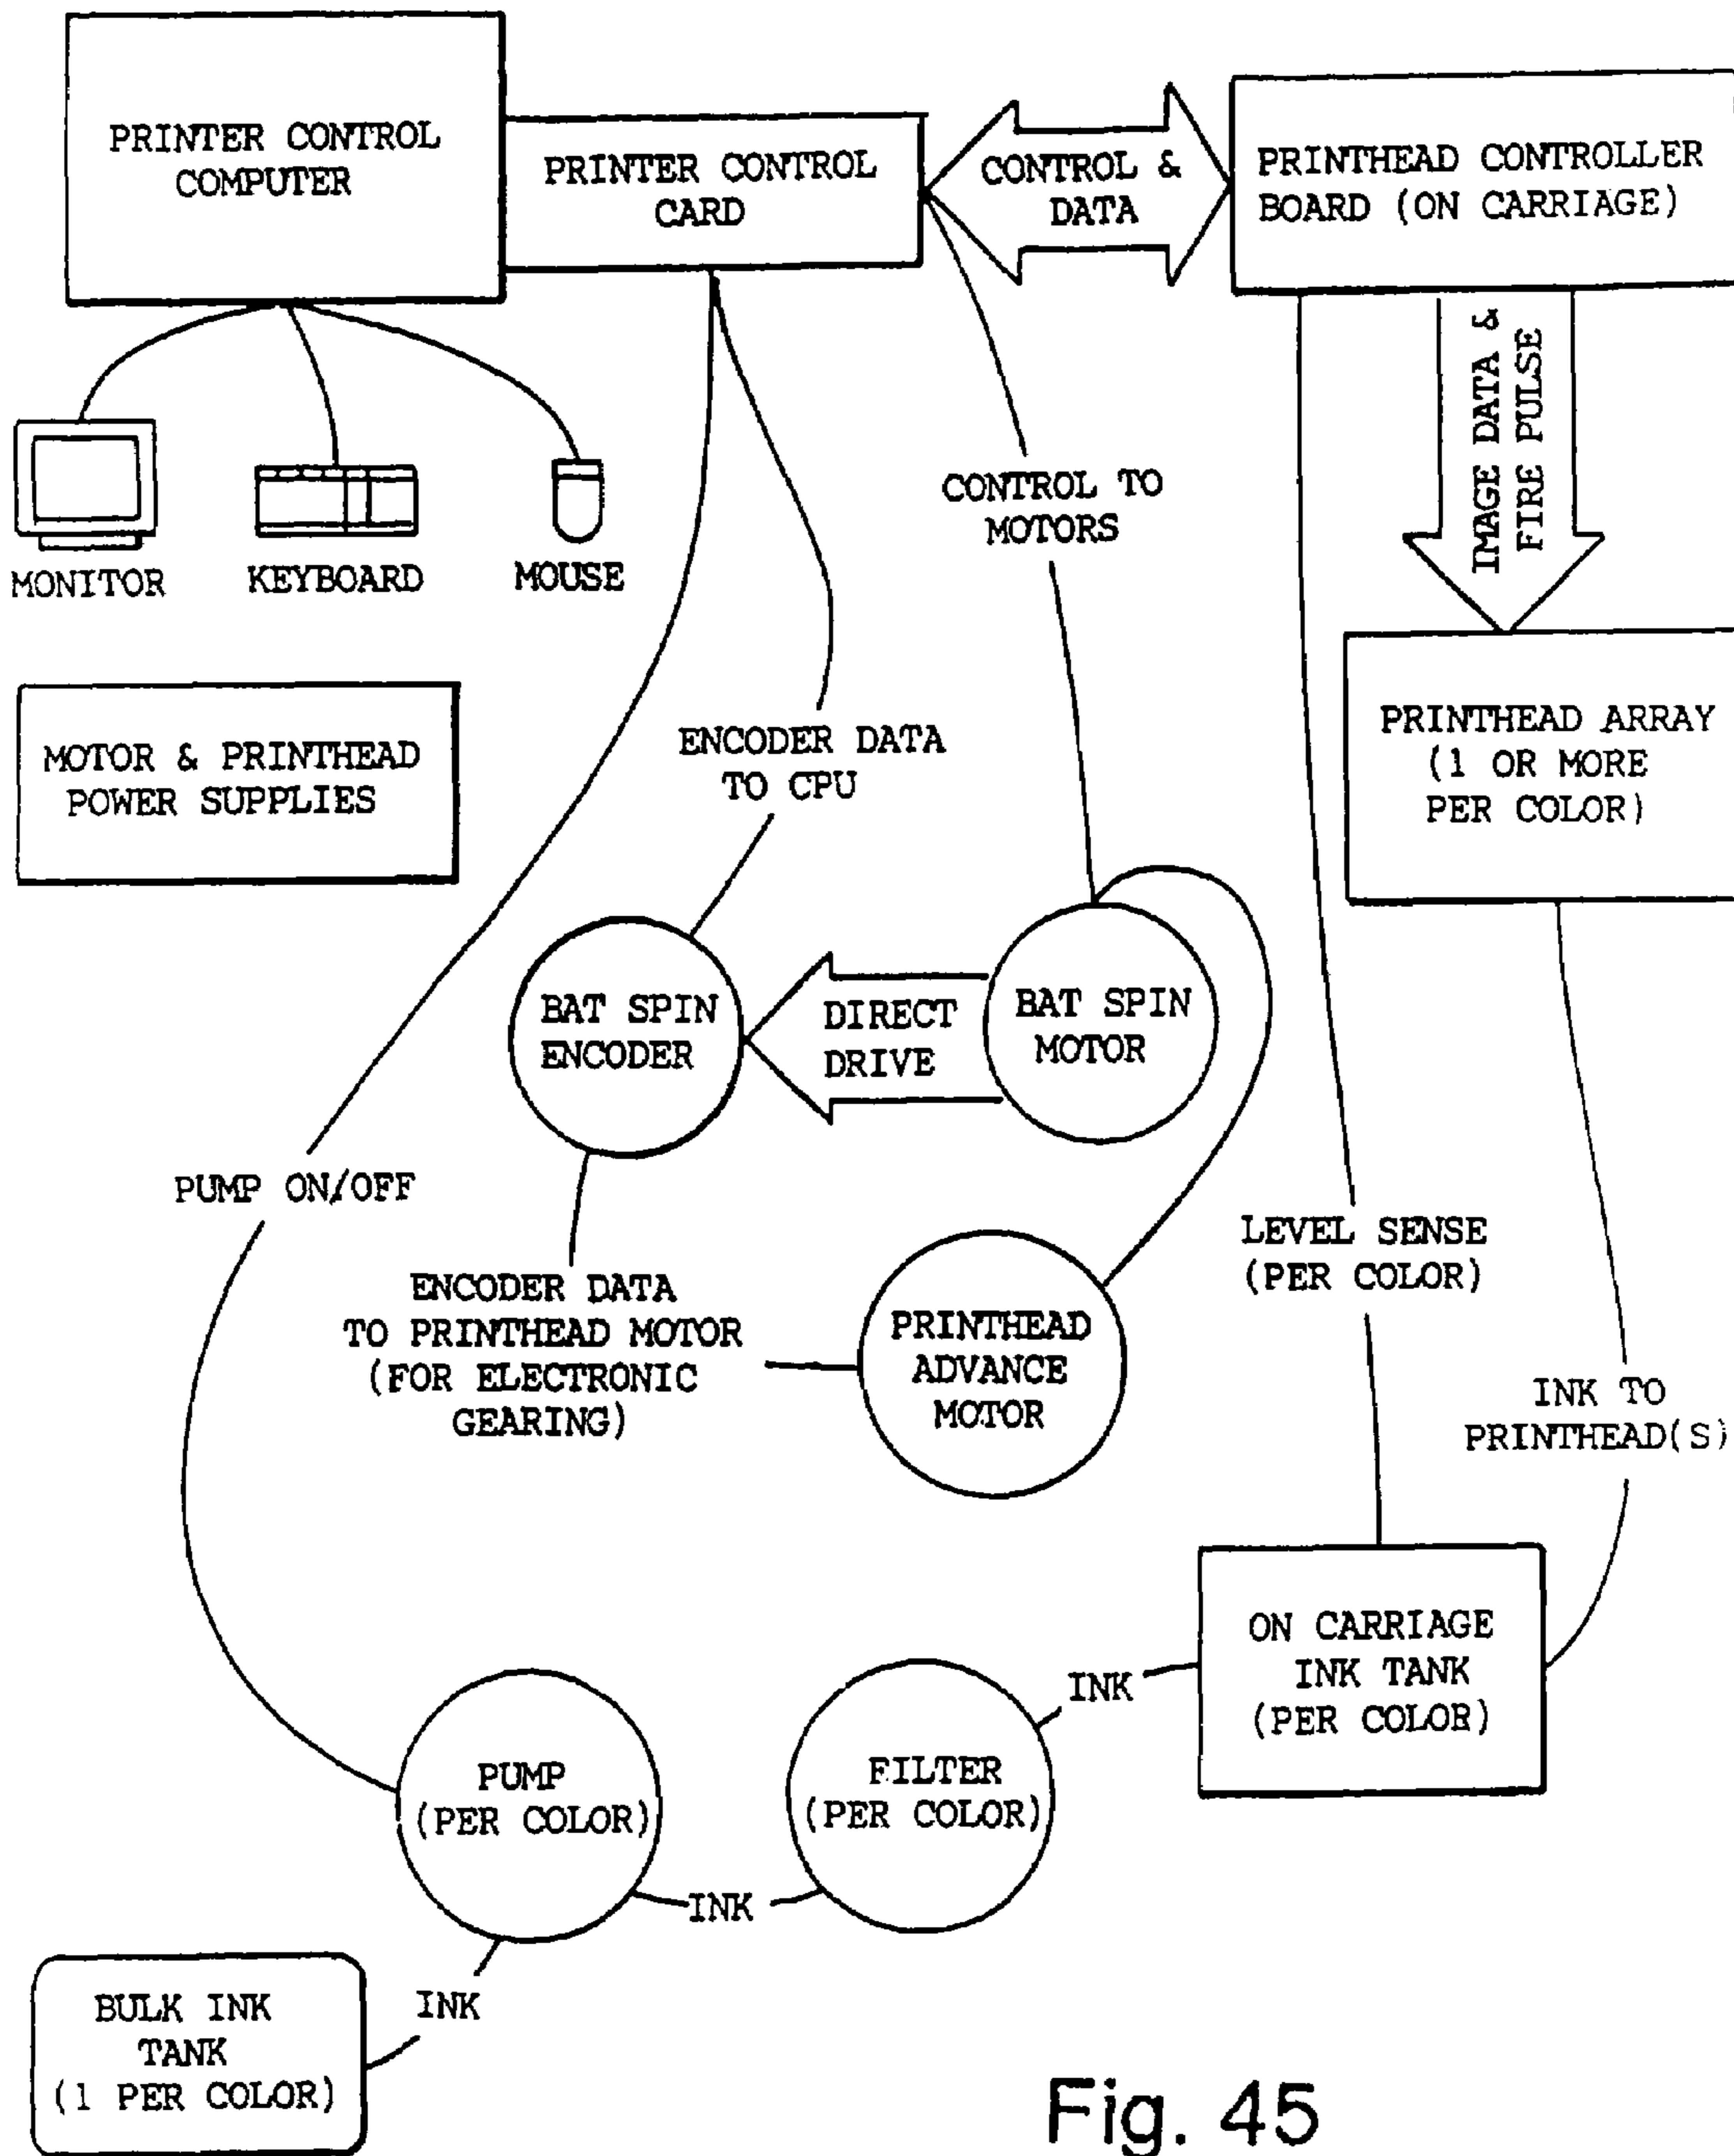 PRINTER CONTROL
COMPUTER
PRINTER CONTROL
CARD
CONTROL &
DATA
PRINTHEAD CONTROLLER
BOARD (ON CARRIAGE)
IMAGE DATA &
FIRE PULSE
MONITOR
KEYBOARD
MOUSE
CONTROL TO
MOTORS
MOTOR & PRINTHEAD
POWER SUPPLIES
ENCODER DATA
TO CPU
PRINTHEAD ARRAY
(1 OR MORE
PER COLOR)
BAT SPIN
ENCODER
DIRECT
DRIVE
BAT SPIN
MOTOR
PUMP ON/OFF
LEVEL SENSE
(PER COLOR)
ENCODER DATA
TO PRINTHEAD MOTOR
(FOR ELECTRONIC
GEARING)
PRINTHEAD
ADVANCE
MOTOR
INK TO
PRINTHEAD(S)
ON CARRIAGE
INK TANK
(PER COLOR)
INK
PUMP
(PER COLOR)
FILTER
(PER COLOR)
INK
INK
BULK INK
TANK
(1 PER COLOR)
Fig. 45